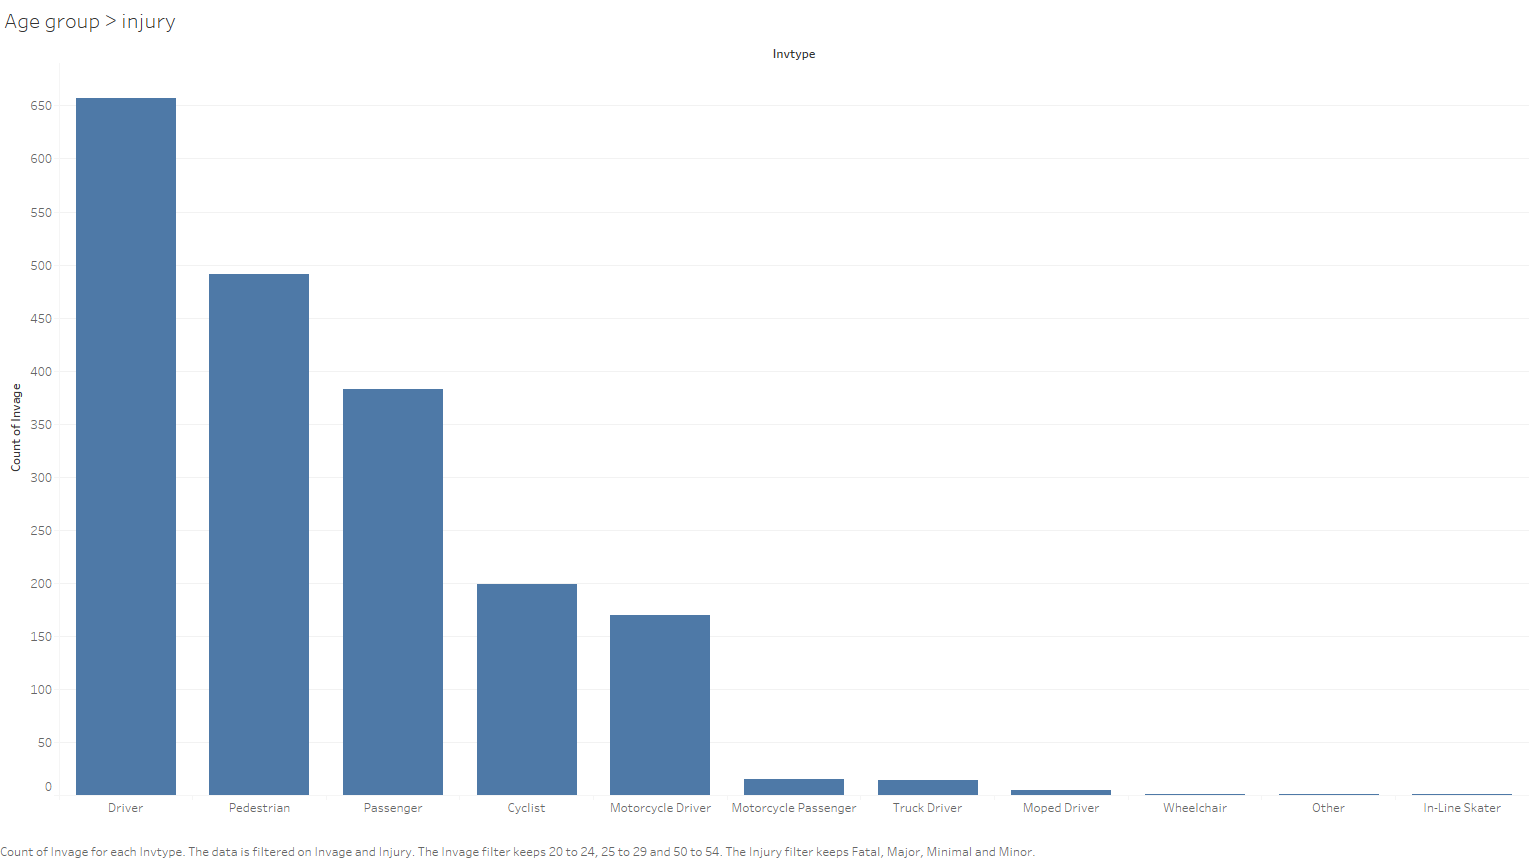 Age group > injury
Invtype
Count of Invage
650
600
550
500
450
400
350
300
250
200
150
100
50
0
Driver Pedestrian Passenger Cyclist Motorcycle Driver Motorcycle Passenger Truck Driver Moped Driver Wheelchair Other In-Line Skater
Count of Invage for each Invtype. The data is filtered on Invage and Injury. The Invage filter keeps 20 to 24, 25 to 29 and 50 to 54. The Injury filter keeps Fatal, Major, Minimal and Minor.